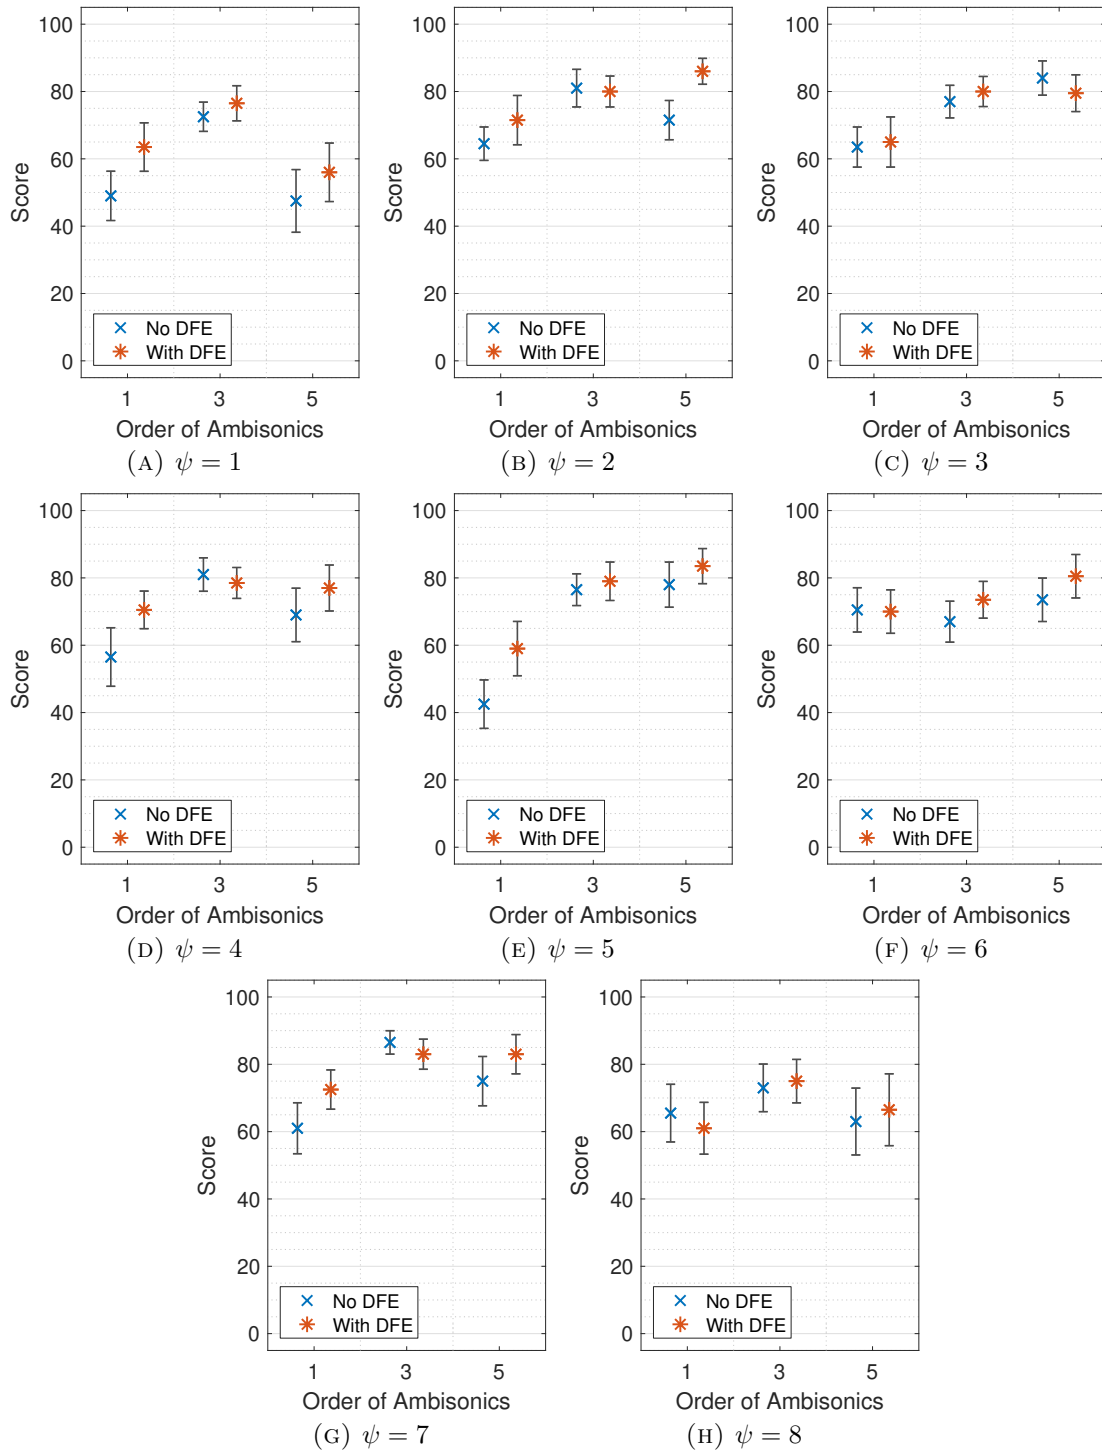 100
80
60
40
20
0
Score
No DFE
With DFE
1 3 5
Order of Ambisonics
(A) ψ = 1
100
80
60
40
20
0
Score
No DFE
With DFE
1 3 5
Order of Ambisonics
(B) ψ = 2
100
80
60
40
20
0
Score
No DFE
With DFE
1 3 5
Order of Ambisonics
(C) ψ = 3
100
80
60
40
20
0
Score
No DFE
With DFE
1 3 5
Order of Ambisonics
(D) ψ = 4
100
80
60
40
20
0
Score
No DFE
With DFE
1 3 5
Order of Ambisonics
(E) ψ = 5
100
80
60
40
20
0
Score
No DFE
With DFE
1 3 5
Order of Ambisonics
(F) ψ = 6
100
80
60
40
20
0
Score
No DFE
With DFE
1 3 5
Order of Ambisonics
(G) ψ = 7
100
80
60
40
20
0
Score
No DFE
With DFE
1 3 5
Order of Ambisonics
(H) ψ = 8